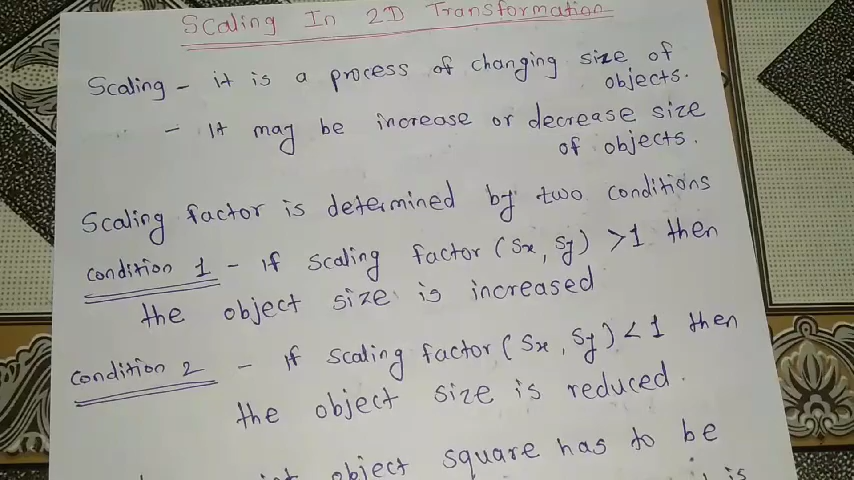 Scaling In 2D Transformation
Scaling - it is a process of changing size of
objects.
- It may be increase or decrease size
of objects.
Scaling factor is determined by two conditions
condition 1 - if scaling factor (Sx, Sy) >1 then
the object size is increased
condition 2 - if scaling factor (Sx, Sy) <1 then
the object size is reduced.
object square has to be
is